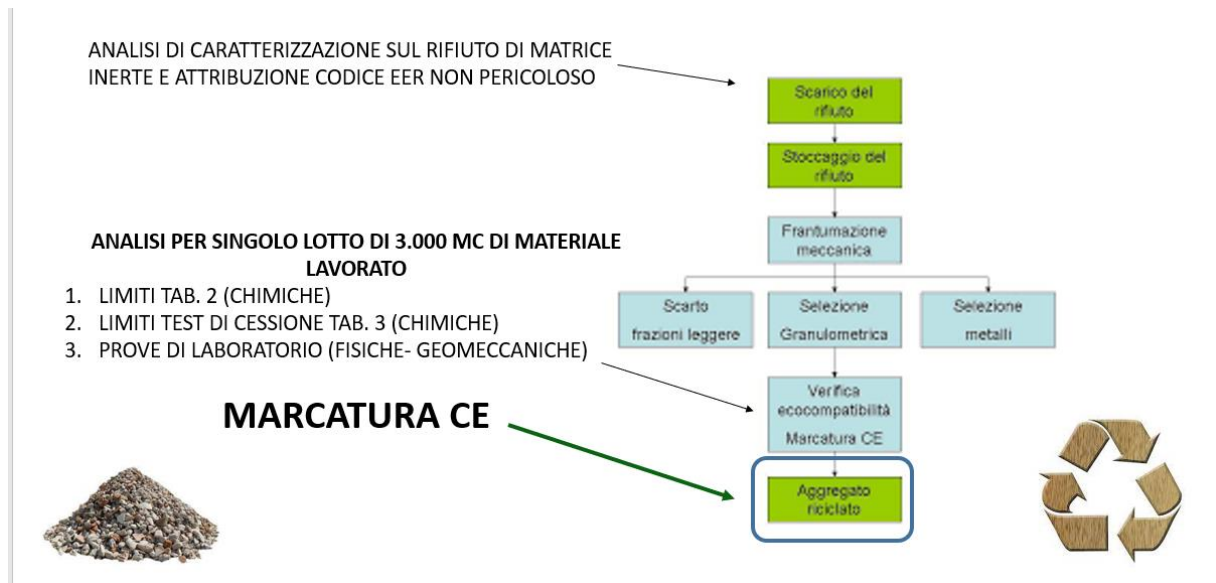 ANALISI DI CARATTERIZZAZIONE SUL RIFIUTO DI MATRICE
INERTE E ATTRIBUZIONE CODICE EER NON PERICOLOSO
Scarico del
rifiuto
Stoccaggio del
rifiuto
Frantumazione
meccanica
ANALISI PER SINGOLO LOTTO DI 3.000 MC DI MATERIALE
LAVORATO
1. LIMITI TAB. 2 (CHIMICHE)
2. LIMITI TEST DI CESSIONE TAB. 3 (CHIMICHE)
3. PROVE DI LABORATORIO (FISICHE- GEOMECCANICHE)
Scarto
frazioni leggere
Selezione
Granulometrica
Selezione
metalli
Verifica
ecocompatibilità
Marcatura CE
MARCATURA CE
Aggregato
riciclato